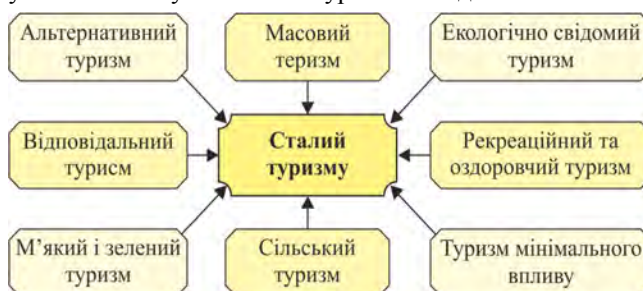 Альтернативний
туризм
Масовий
теризм
Екологічно свідомий
туризм
Відповідальний
турисм
Сталий
туризму
Рекреаційний та
оздоровчий туризм
М’який і зелений
туризм
Сільський
туризм
Туризм мінімального
впливу